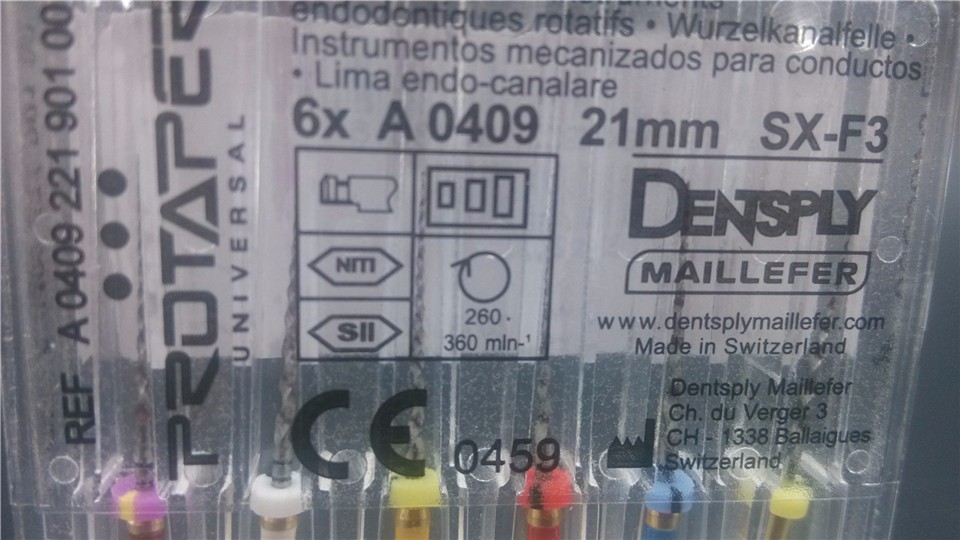 endodontiques rotatifs • Wurzelkanalfeile •
Instrumentos mecanizados para conductos
• Lima endo-canalare
6x A 0409 21mm SX-F3
DENTSPLY
MAILLEFER
NITI
SII
260 -
360 min-¹
www.dentsplymaillefer.com
Made in Switzerland
Dentsply Maillefer
Ch. du Verger 3
CH - 1338 Ballaigues
Switzerland
CE 0459
REF A 0409 221 901 00
PROTAPER
UNIVERSAL